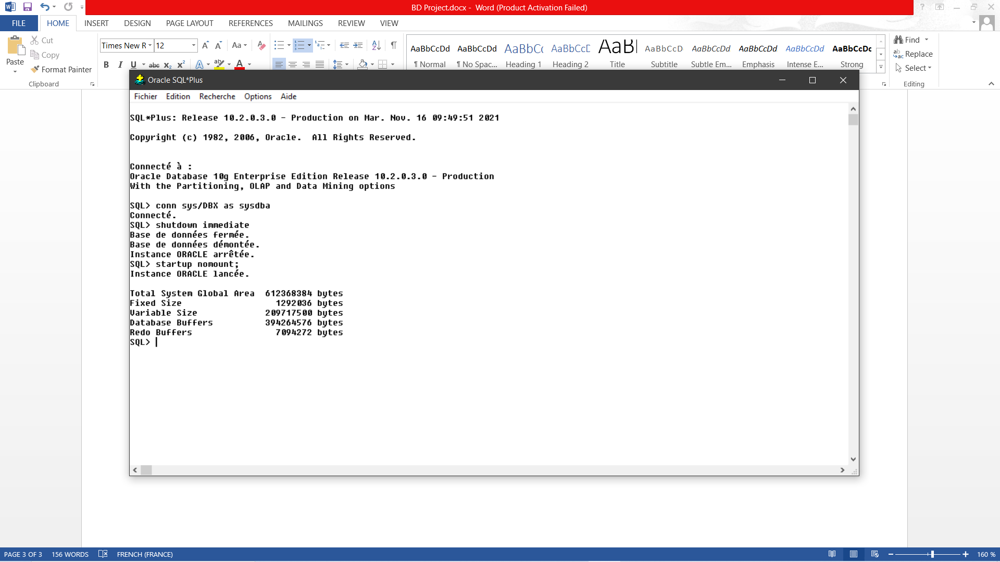 BD Project.docx - Word (Product Activation Failed)
FILE HOME INSERT DESIGN PAGE LAYOUT REFERENCES MAILINGS REVIEW VIEW
Paste
Cut
Copy
Format Painter
Clipboard
Times New R 12
AaBbCcDd AaBbCcDd AaBbC AaBbCcD AaBl AaBbCcD AaBbCcDd AaBbCcDd AaBbCcDd AaBbCcDc
¶ Normal ¶ No Spac... Heading 1 Heading 2 Title Subtitle Subtle Em... Emphasis Intense E... Strong
Find
Replace
Select
Editing
Oracle SQL*Plus
Fichier Edition Recherche Options Aide
SQL*Plus: Release 10.2.0.3.0 - Production on Mar. Nov. 16 09:49:51 2021
Copyright (c) 1982, 2006, Oracle. All Rights Reserved.
Connecté à :
Oracle Database 10g Enterprise Edition Release 10.2.0.3.0 - Production
With the Partitioning, OLAP and Data Mining options
SQL> conn sys/DBX as sysdba
Connecté.
SQL> shutdown immediate
Base de données fermée.
Base de données démontée.
Instance ORACLE arrêtée.
SQL> startup nomount;
Instance ORACLE lancée.
Total System Global Area 612368384 bytes
Fixed Size 1292036 bytes
Variable Size 209717500 bytes
Database Buffers 394264576 bytes
Redo Buffers 7094272 bytes
SQL>
PAGE 3 OF 3 156 WORDS FRENCH (FRANCE) 160 %